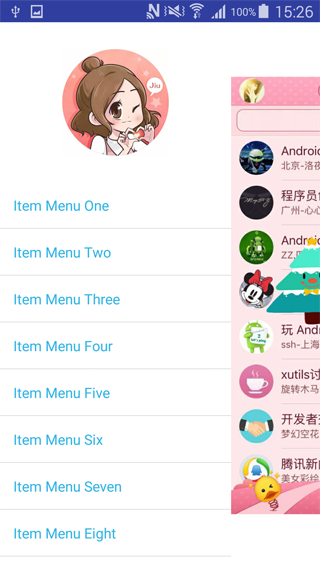 100% 15:26
Jiu
Item Menu One
Item Menu Two
Item Menu Three
Item Menu Four
Item Menu Five
Item Menu Six
Item Menu Seven
Item Menu Eight
Android
北京-洛夜
程序员
广州-心心
Androi
ZZ,
玩 Andr
ssh-上海
xutils讨
旋转木马
开发者
梦幻空花
腾讯新
美女彩绘